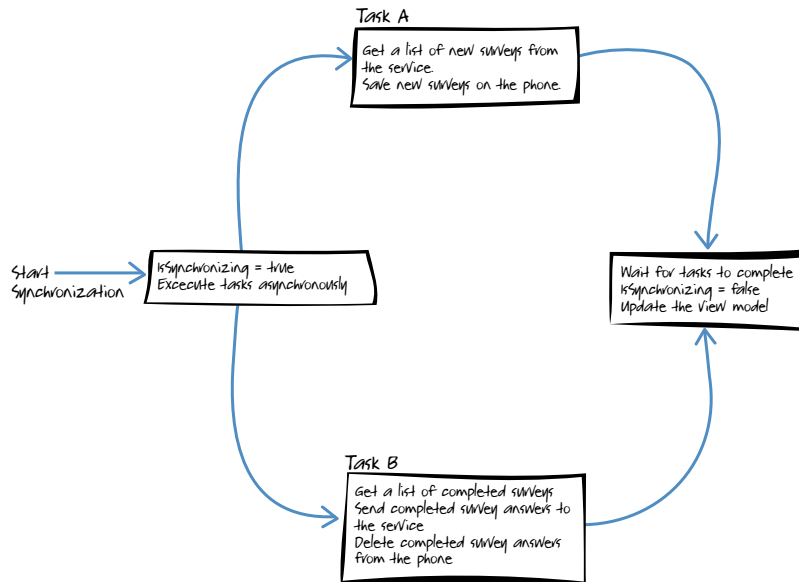 Task A
Get a list of new surveys from
the service.
Save new surveys on the phone.
Start
Synchronization
IsSynchronizing = true
Excecute tasks asynchronously
Wait for tasks to complete
IsSynchronizing = false
Update the view model
Task B
Get a list of completed surveys
Send completed survey answers to
the service
Delete completed survey answers
from the phone